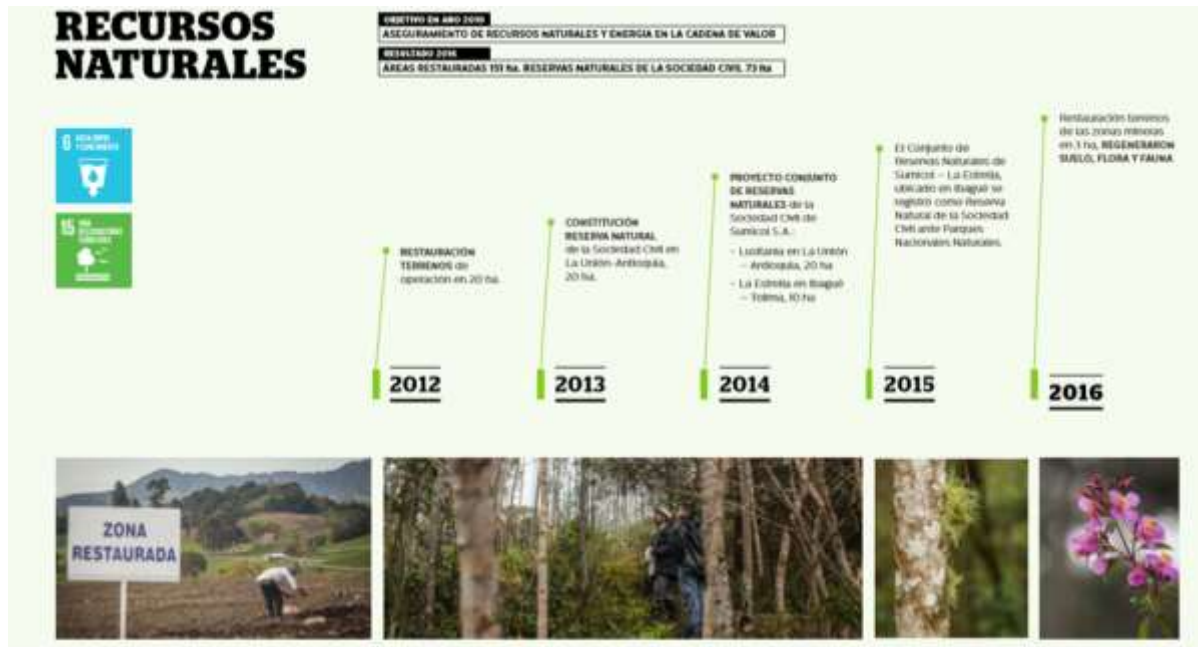 RECURSOS
NATURALES
OBJETIVO EN AÑO 2010
ASEGURAMIENTO DE RECURSOS NATURALES Y ENERGÍA EN LA CADENA DE VALOR
RESULTADO 2016
ÁREAS RESTAURADAS 151 ha. RESERVAS NATURALES DE LA SOCIEDAD CIVIL 73 ha
6
15
RESTAURACIÓN
TERRENOS de
operación en 20 ha.
2012
CONSTITUCIÓN
RESERVA NATURAL
de la Sociedad Civil en
La Unión-Antioquia,
20 ha.
2013
PROYECTO CONJUNTO
DE RESERVAS
NATURALES de la
Sociedad Civil de
Sumicol S.A.:
- Lusitania en La Unión
– Antioquia, 20 ha
- La Estrella en Ibagué
– Tolima, 10 ha
2014
El Conjunto de
Reservas Naturales de
Sumicol – La Estrella,
ubicado en Ibagué se
registró como Reserva
Natural de la Sociedad
Civil ante Parques
Nacionales Naturales.
2015
Restauración terrenos
de las zonas mineras
en 3 ha, REGENERARON
SUELO, FLORA Y FAUNA
2016
ZONA
RESTAURADA